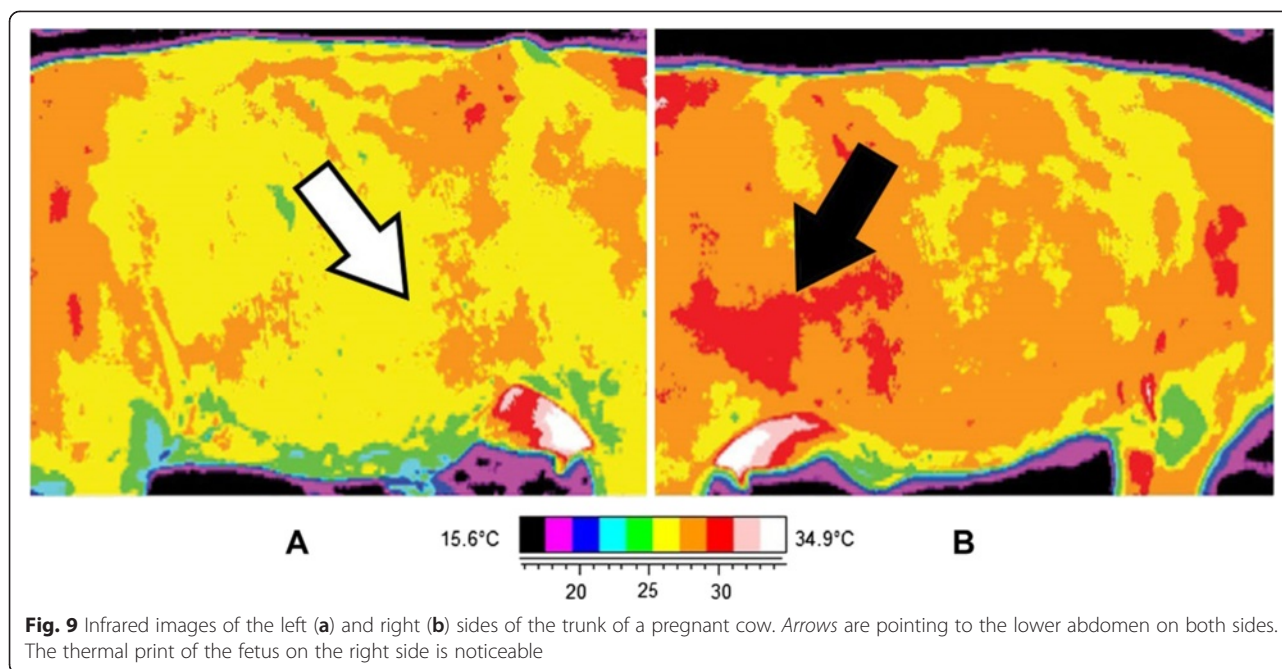 15.6°C
34.9°C
20 25 30
A
B
Fig. 9 Infrared images of the left (a) and right (b) sides of the trunk of a pregnant cow. Arrows are pointing to the lower abdomen on both sides.
The thermal print of the fetus on the right side is noticeable